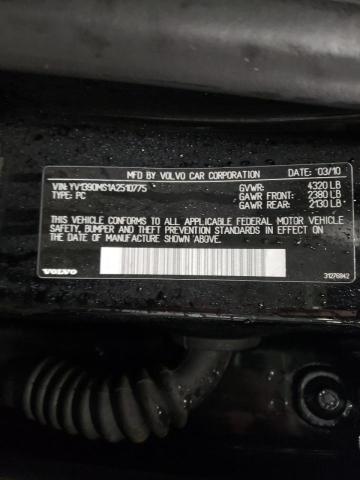 MFD BY VOLVO CAR CORPORATION DATE: '03/10
VIN: YV1390MS1A2510775 GVWR: 4320 LB
TYPE: PC GAWR FRONT: 2380 LB
GAWR REAR: 2130 LB
THIS VEHICLE CONFORMS TO ALL APPLICABLE FEDERAL MOTOR VEHICLE
SAFETY, BUMPER AND THEFT PREVENTION STANDARDS IN EFFECT ON
THE DATE OF MANUFACTURE SHOWN ABOVE.
VOLVO 31276942